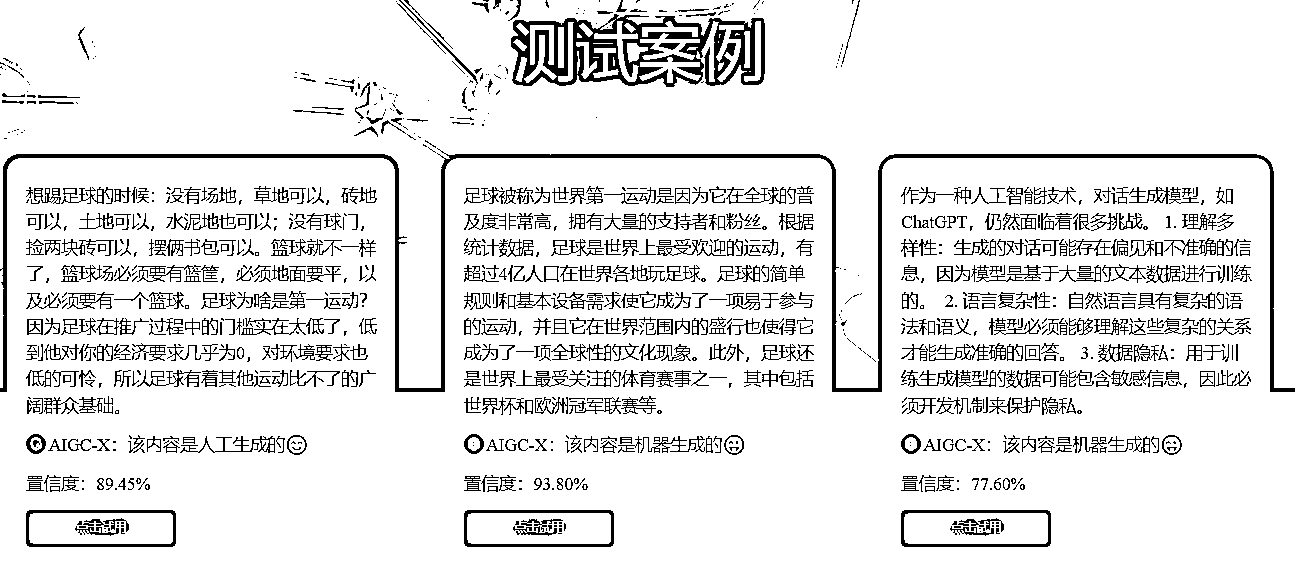 测试案例
想踢足球的时候：没有场地，草地可以，砖地
可以，土地可以，水泥地也可以；没有球门，
捡两块砖可以，摆俩书包可以。篮球就不一样
了，篮球场必须要有篮筐，必须地面要平，以
及必须要有一个篮球。足球为啥是第一运动？
因为足球在推广过程中的门槛实在太低了，低
到他对你的经济要求几乎为0，对环境要求也
低的可怜，所以足球有着其他运动比不了的广
阔群众基础。
AIGC-X：该内容是人工生成的
置信度：89.45%
点击试用
足球被称为世界第一运动是因为它在全球的普
及度非常高，拥有大量的支持者和粉丝。根据
统计数据，足球是世界上最受欢迎的运动，有
超过4亿人口在世界各地玩足球。足球的简单
规则和基本设备需求使它成为了一项易于参与
的运动，并且它在世界范围内的盛行也使得它
成为了一项全球性的文化现象。此外，足球还
是世界上最受关注的体育赛事之一，其中包括
世界杯和欧洲冠军联赛等。
AIGC-X：该内容是机器生成的
置信度：93.80%
点击试用
作为一种人工智能技术，对话生成模型，如
ChatGPT，仍然面临着很多挑战。 1. 理解多
样性：生成的对话可能存在偏见和不准确的信
息，因为模型是基于大量的文本数据进行训练
的。 2. 语言复杂性：自然语言具有复杂的语
法和语义，模型必须能够理解这些复杂的关系
才能生成准确的回答。 3. 数据隐私：用于训
练生成模型的数据可能包含敏感信息，因此必
须开发机制来保护隐私。
AIGC-X：该内容是机器生成的
置信度：77.60%
点击试用